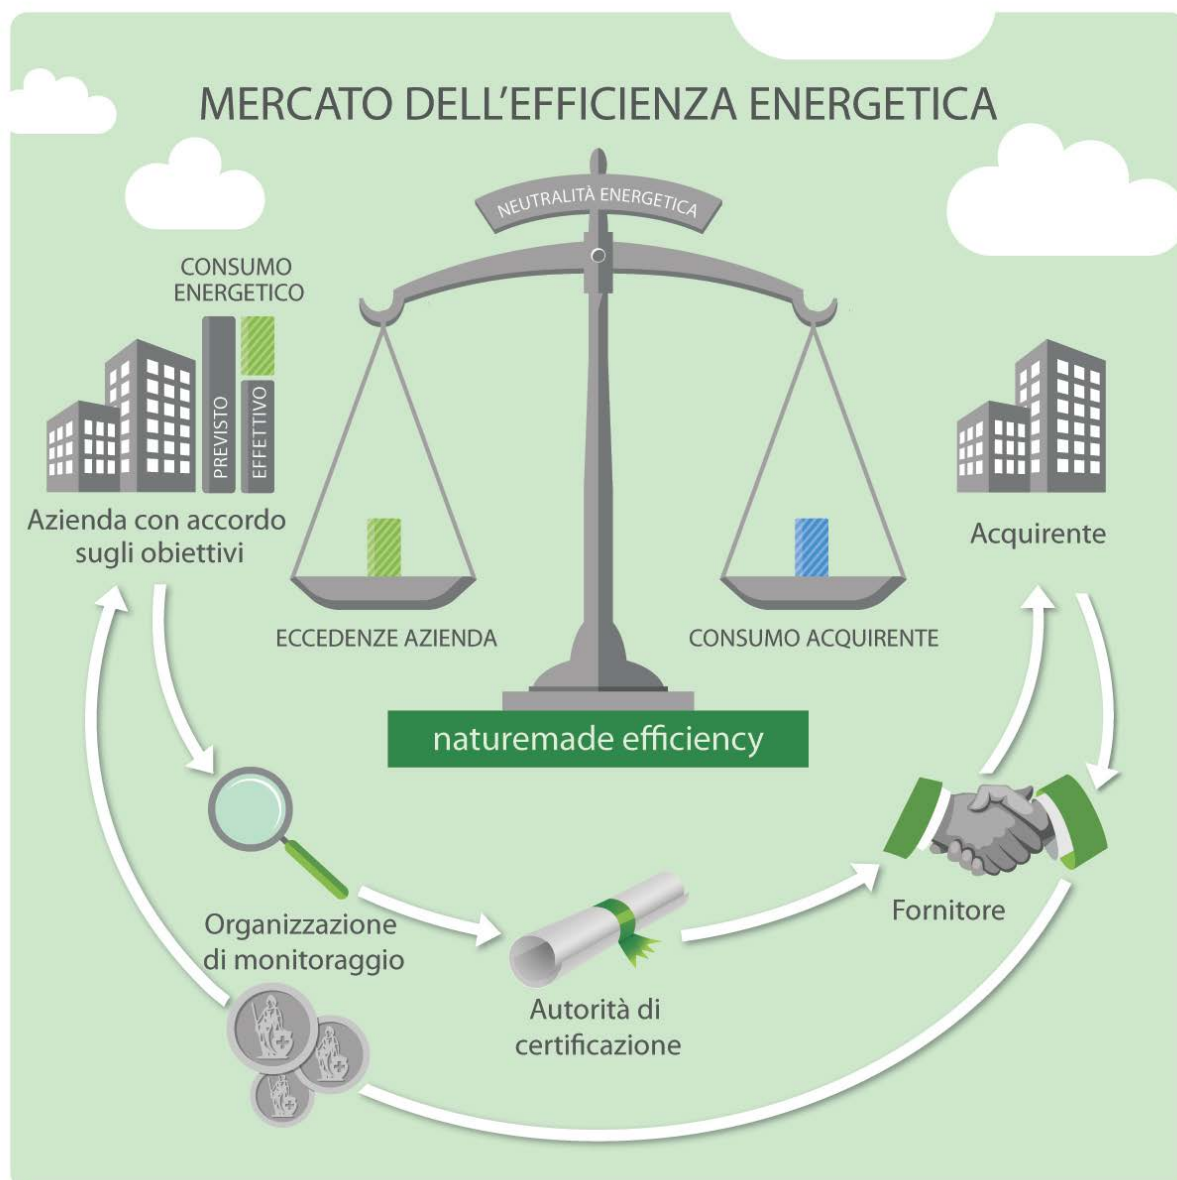 MERCATO DELL'EFFICIENZA ENERGETICA
NEUTRALITÀ ENERGETICA
CONSUMO
ENERGETICO
PREVISTO
EFFETTIVO
Azienda con accordo
sugli obiettivi
Acquirente
ECCEDENZE AZIENDA
CONSUMO ACQUIRENTE
naturemade efficiency
Organizzazione
di monitoraggio
Autorità di
certificazione
Fornitore